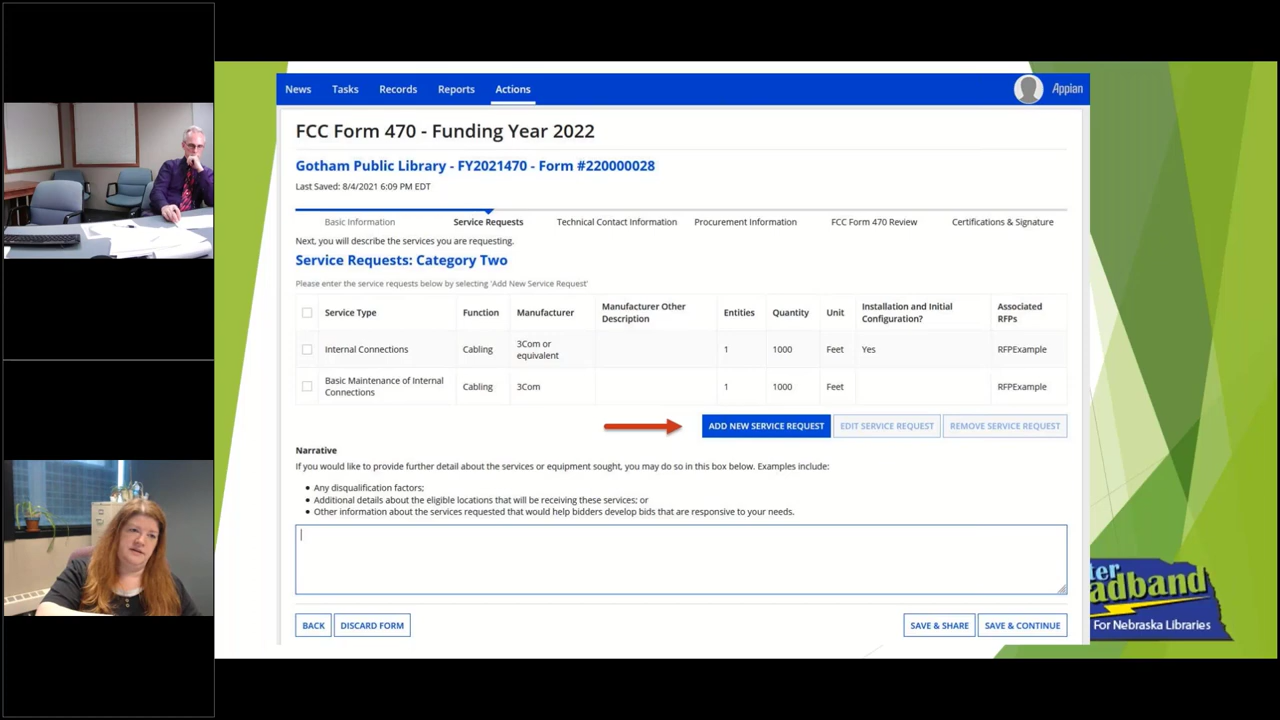 News Tasks Records Reports Actions Appian
FCC Form 470 - Funding Year 2022
Gotham Public Library - FY2021470 - Form #220000028
Last Saved: 8/4/2021 6:09 PM EDT
Basic Information Service Requests Technical Contact Information Procurement Information FCC Form 470 Review Certifications & Signature
Next, you will describe the services you are requesting.
Service Requests: Category Two
Please enter the service requests below by selecting 'Add New Service Request'
Service Type Function Manufacturer Manufacturer Other Description Entities Quantity Unit Installation and Initial Configuration? Associated RFPs
Internal Connections Cabling 3Com or equivalent 1 1000 Feet Yes RFPExample
Basic Maintenance of Internal Connections Cabling 3Com 1 1000 Feet RFPExample
ADD NEW SERVICE REQUEST EDIT SERVICE REQUEST REMOVE SERVICE REQUEST
Narrative
If you would like to provide further detail about the services or equipment sought, you may do so in this box below. Examples include:
• Any disqualification factors;
• Additional details about the eligible locations that will be receiving these services; or
• Other information about the services requested that would help bidders develop bids that are responsive to your needs.
BACK DISCARD FORM SAVE & SHARE SAVE & CONTINUE
ter
adband
For Nebraska Libraries